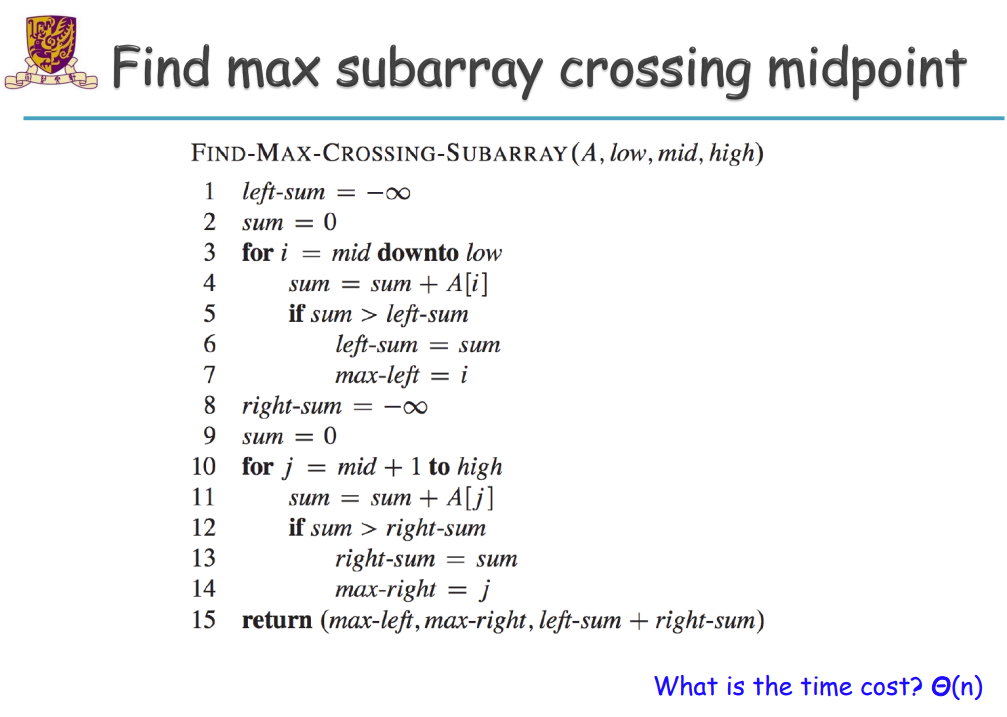 Find max subarray crossing midpoint
FIND-MAX-CROSSING-SUBARRAY(A, low, mid, high)
1 left-sum = −∞
2 sum = 0
3 for i = mid downto low
4 sum = sum + A[i]
5 if sum > left-sum
6 left-sum = sum
7 max-left = i
8 right-sum = −∞
9 sum = 0
10 for j = mid + 1 to high
11 sum = sum + A[j]
12 if sum > right-sum
13 right-sum = sum
14 max-right = j
15 return (max-left, max-right, left-sum + right-sum)
What is the time cost? Θ(n)